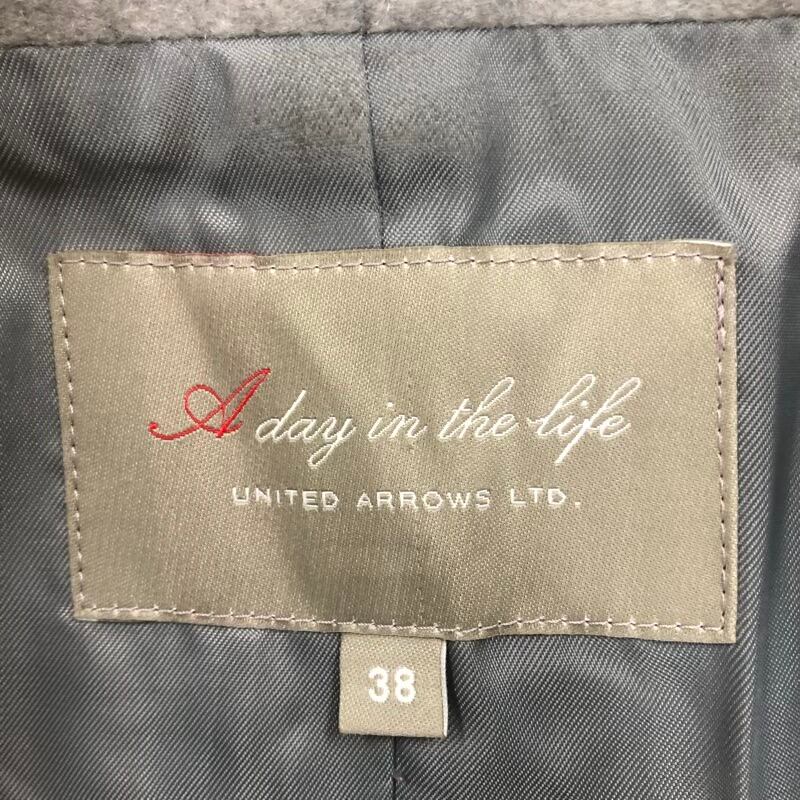 A day in the life
UNITED ARROWS LTD.
38